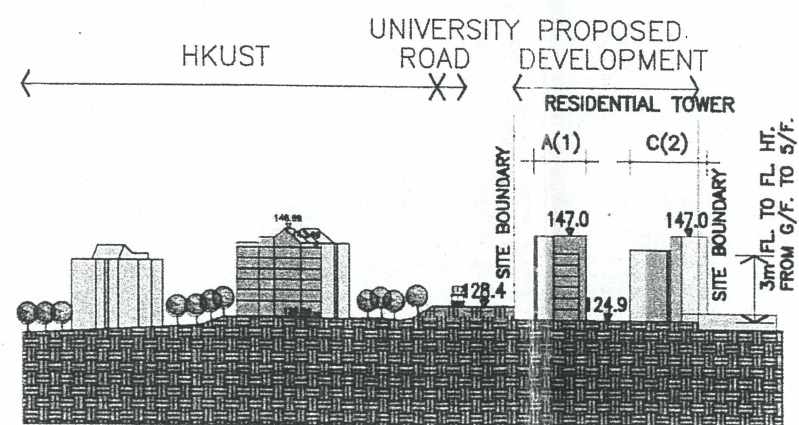 HKUST
UNIVERSITY
ROAD
PROPOSED
DEVELOPMENT
RESIDENTIAL TOWER
A(1)
C(2)
SITE BOUNDARY
SITE BOUNDARY
3m FL. TO FL. HT.
FROM G/F. TO 5/F.
147.0
147.0
128.4
124.9